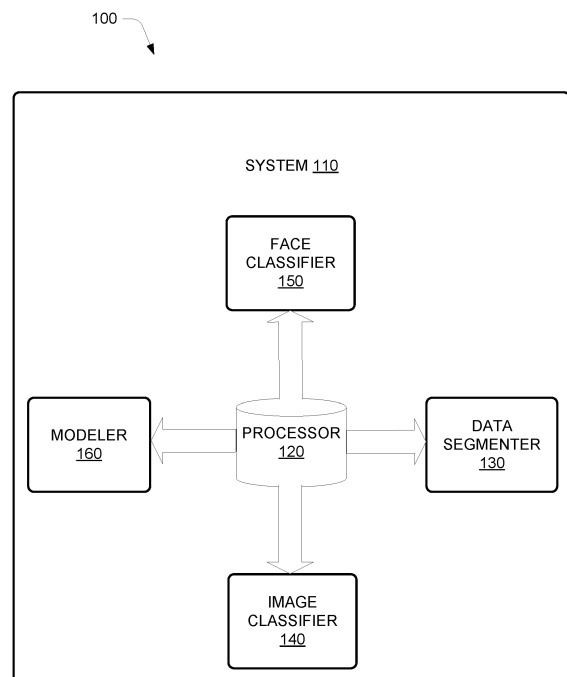 100
SYSTEM 110
FACE
CLASSIFIER
150
MODELER
160
PROCESSOR
120
DATA
SEGMENTER
130
IMAGE
CLASSIFIER
140